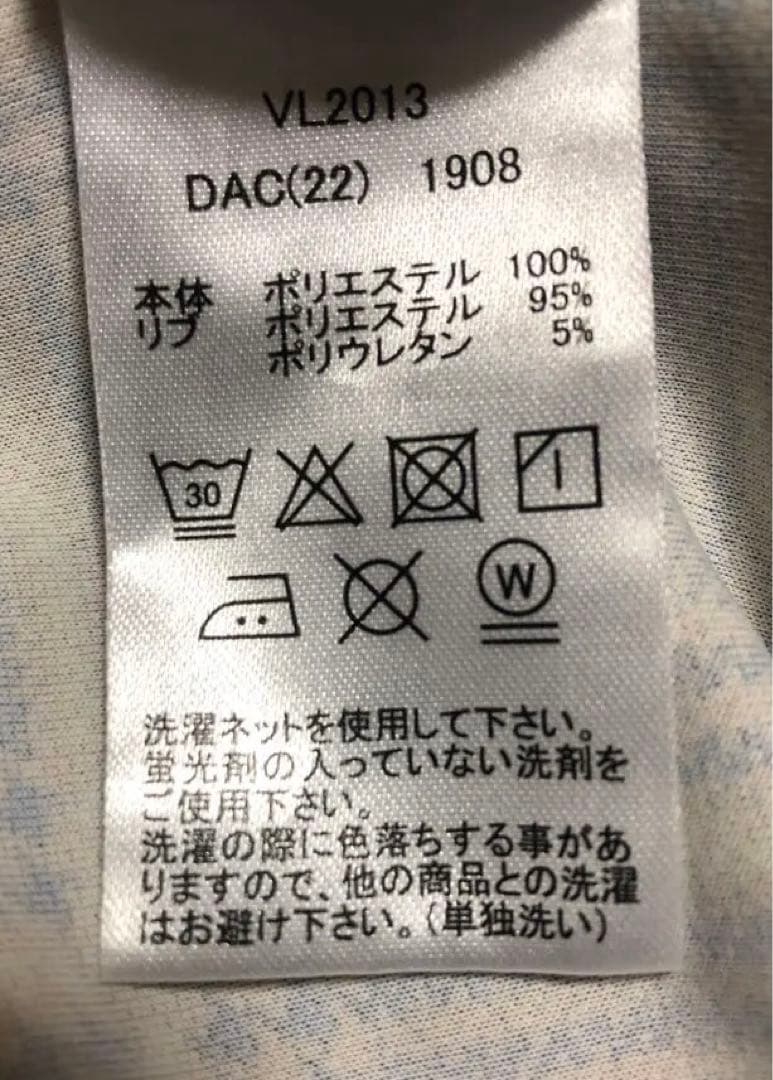 VL2013
DAC(22) 1908
本体 ポリエステル 100%
リブ ポリエステル 95%
ポリウレタン 5%
30
W
洗濯ネットを使用して下さい。
蛍光剤の入っていない洗剤を
ご使用下さい。
洗濯の際に色落ちする事があ
りますので、他の商品との洗濯
はお避け下さい。(単独洗い)